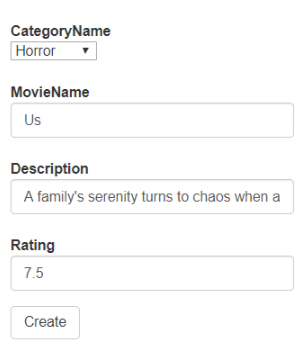 CategoryName
Horror
MovieName
Us
Description
A family's serenity turns to chaos when a
Rating
7.5
Create